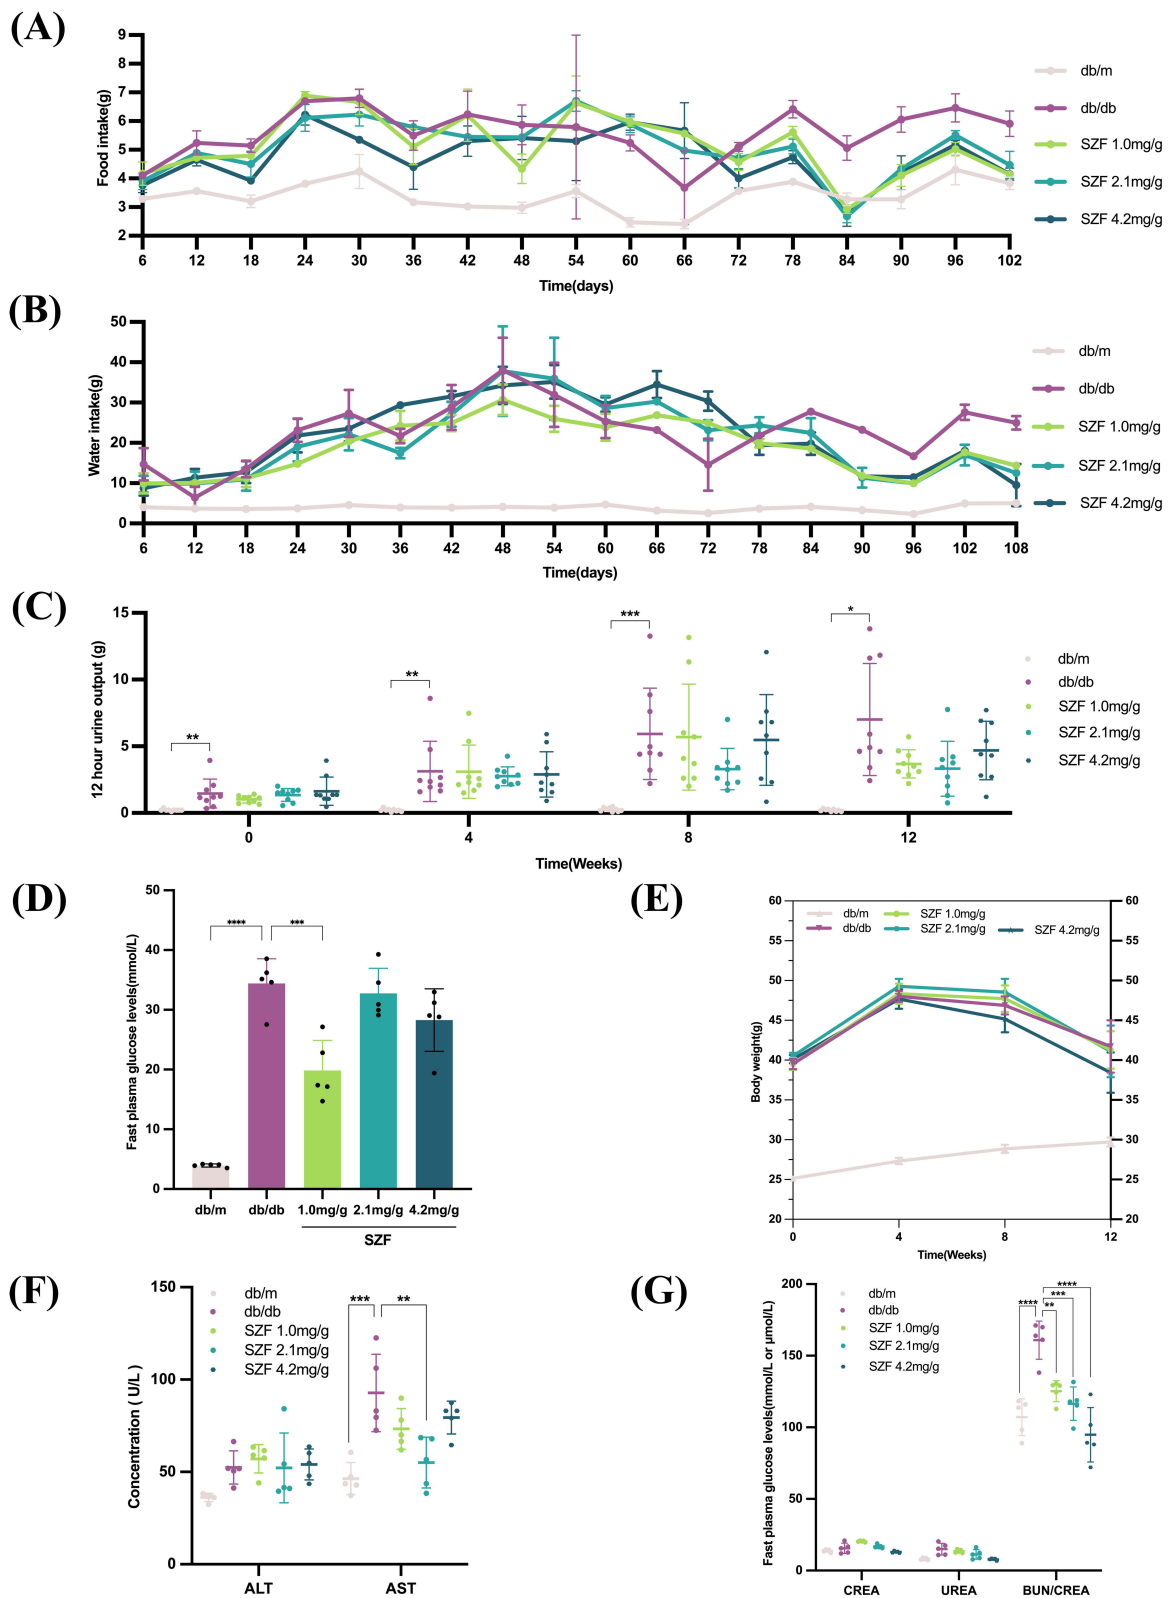 (A)
9
8
7
6
5
4
3
2
Food intake(g)
6 12 18 24 30 36 42 48 54 60 66 72 78 84 90 96 102
Time(days)
db/m
db/db
SZF 1.0mg/g
SZF 2.1mg/g
SZF 4.2mg/g
(B)
50
40
30
20
10
0
Water intake(g)
6 12 18 24 30 36 42 48 54 60 66 72 78 84 90 96 102 108
Time(days)
db/m
db/db
SZF 1.0mg/g
SZF 2.1mg/g
SZF 4.2mg/g
(C)
15
10
5
0
12 hour urine output (g)
** ** *** *
0 4 8 12
Time(Weeks)
db/m
db/db
SZF 1.0mg/g
SZF 2.1mg/g
SZF 4.2mg/g
(D)
50
40
30
20
10
0
Fast plasma glucose levels(mmol/L)
**** ***
db/m db/db 1.0mg/g 2.1mg/g 4.2mg/g
SZF
(E)
60 60
55 55
50 50
45 45
40 40
35 35
30 30
25 25
20 20
Body weight(g)
db/m SZF 1.0mg/g
db/db SZF 2.1mg/g SZF 4.2mg/g
0 4 8 12
Time(Weeks)
(F)
150
100
50
0
Concentration ( U/L )
db/m
db/db
SZF 1.0mg/g
SZF 2.1mg/g
SZF 4.2mg/g
*** **
ALT AST
(G)
200
150
100
50
0
Fast plasma glucose levels(mmol/L or μmol/L)
db/m
db/db
SZF 1.0mg/g
SZF 2.1mg/g
SZF 4.2mg/g
****
***
**** **
CREA UREA BUN/CREA